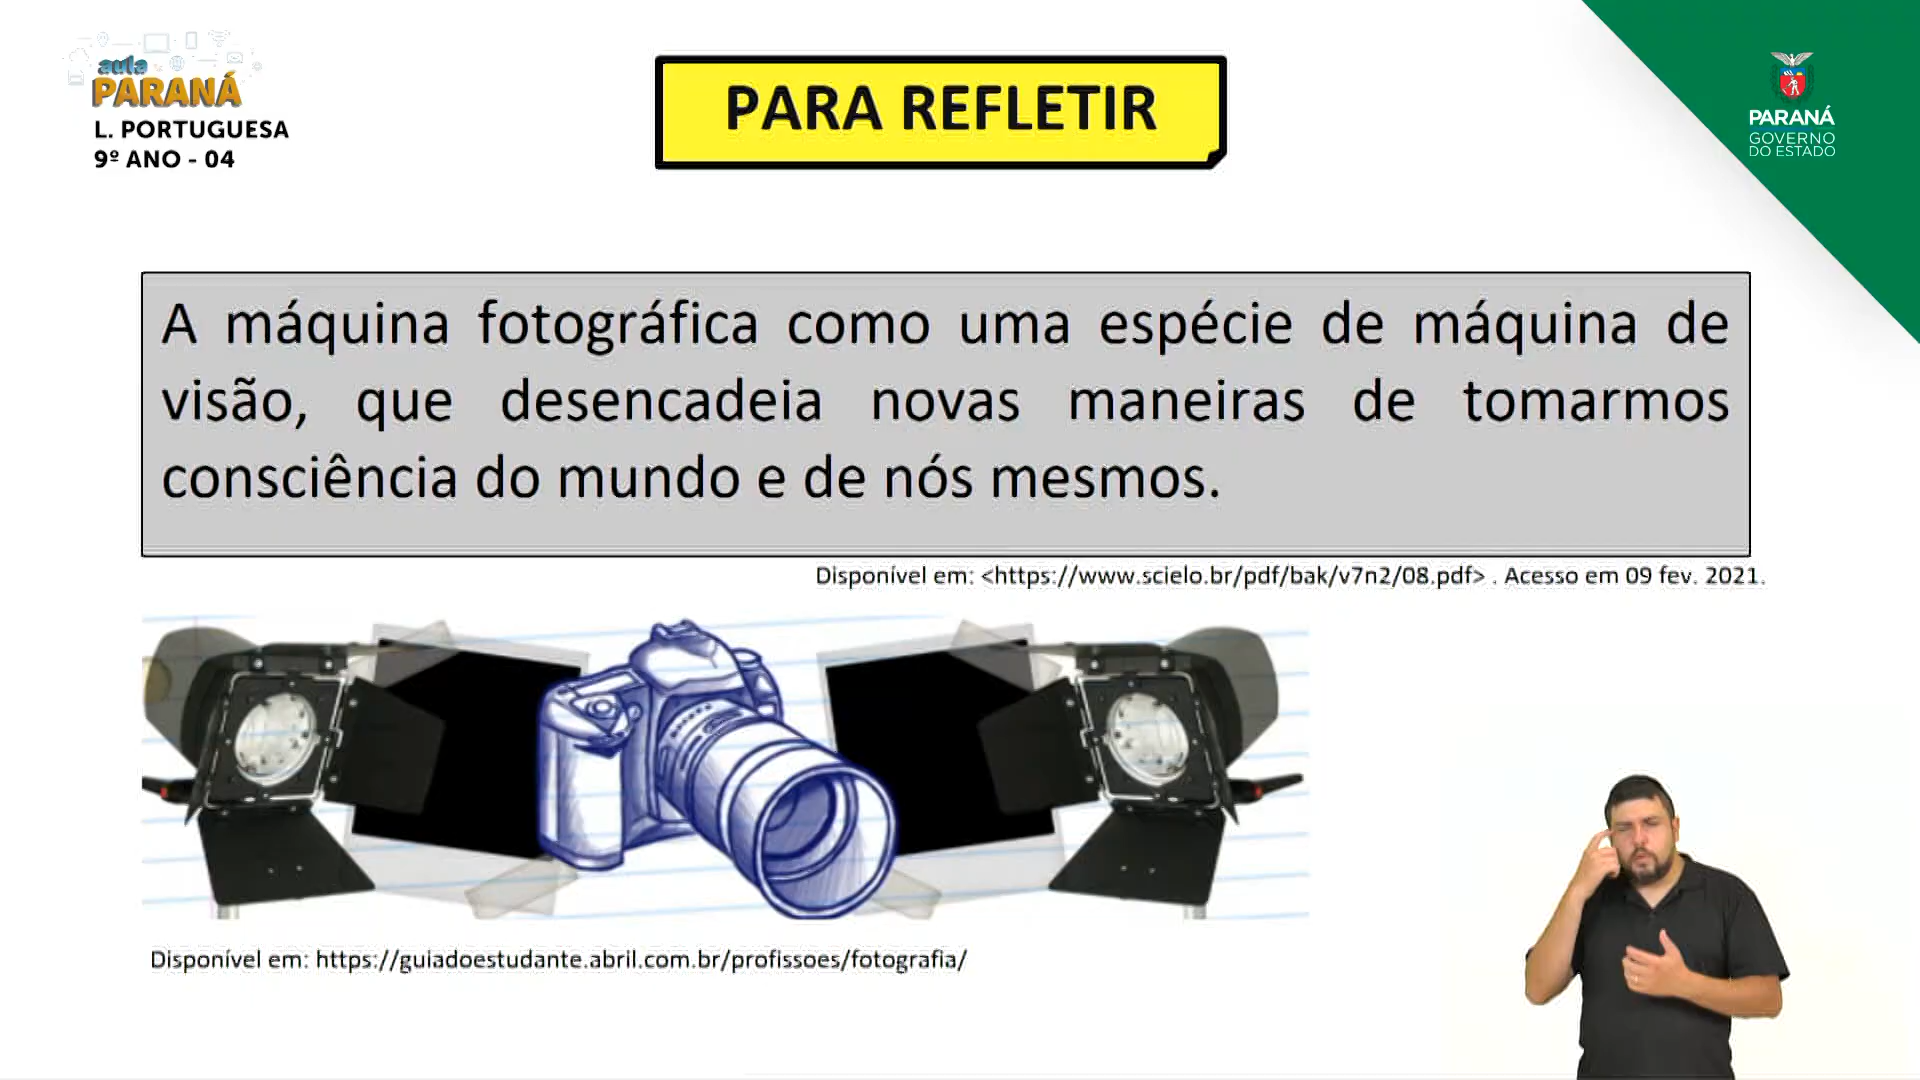 aula
PARANÁ
L. PORTUGUESA
9º ANO - 04
PARA REFLETIR
PARANÁ
GOVERNO
DO ESTADO
A máquina fotográfica como uma espécie de máquina de
visão, que desencadeia novas maneiras de tomarmos
consciência do mundo e de nós mesmos.
Disponível em: <https://www.scielo.br/pdf/bak/v7n2/08.pdf> . Acesso em 09 fev. 2021.
Disponível em: https://guiadoestudante.abril.com.br/profissoes/fotografia/